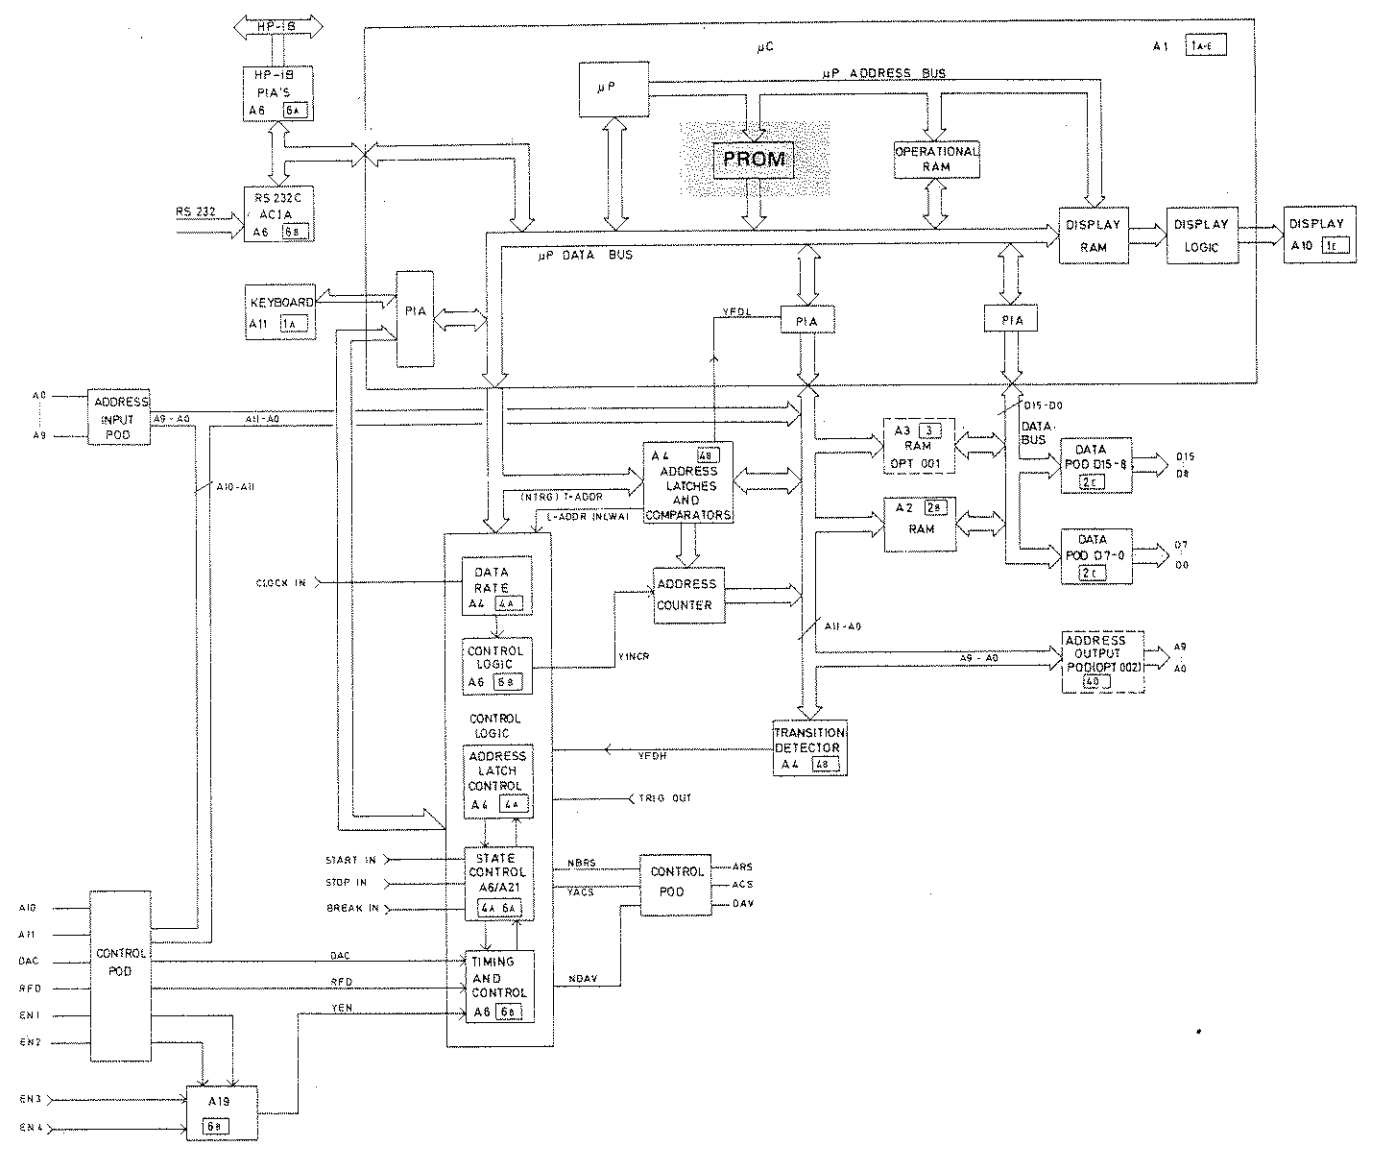 HP-IB
HP-IB
PIA'S
A6 6A
RS 232C
ACIA
A6 6B
RS 232
µC
A1 1A-E
µP
µP ADDRESS BUS
PROM
OPERATIONAL
RAM
DISPLAY
RAM
DISPLAY
LOGIC
DISPLAY
A10 1E
µP DATA BUS
KEYBOARD
A11 1A
PIA
YFDL
PIA
PIA
A0
A9
ADDRESS
INPUT
POD
A9-A0
A11-A0
A10-A11
A4 4B
ADDRESS
LATCHES
AND
COMPARATORS
(NTRG) T-ADDR
L-ADDR (NLWA)
A3 3
RAM
OPT 001
A2 2B
RAM
D15-D0
DATA
BUS
DATA
POD D15-8
2C
D15
D8
DATA
POD D7-0
2C
D7
D0
CLOCK IN
DATA
RATE
A4 4A
CONTROL
LOGIC
A6 6B
YINCR
ADDRESS
COUNTER
A11-A0
A9-A0
ADDRESS
OUTPUT
POD(OPT 002)
4D
A9
A0
CONTROL
LOGIC
ADDRESS
LATCH
CONTROL
A4 4A
YFDH
TRANSITION
DETECTOR
A4 4B
TRIG OUT
START IN
STOP IN
BREAK IN
STATE
CONTROL
A6/A21
4A 6A
NBRS
YACS
NDAV
CONTROL
POD
ARS
ACS
DAV
A10
A11
DAC
RFD
EN1
EN2
CONTROL
POD
DAC
RFD
YEN
TIMING
AND
CONTROL
A6 6B
EN3
EN4
A19
6B